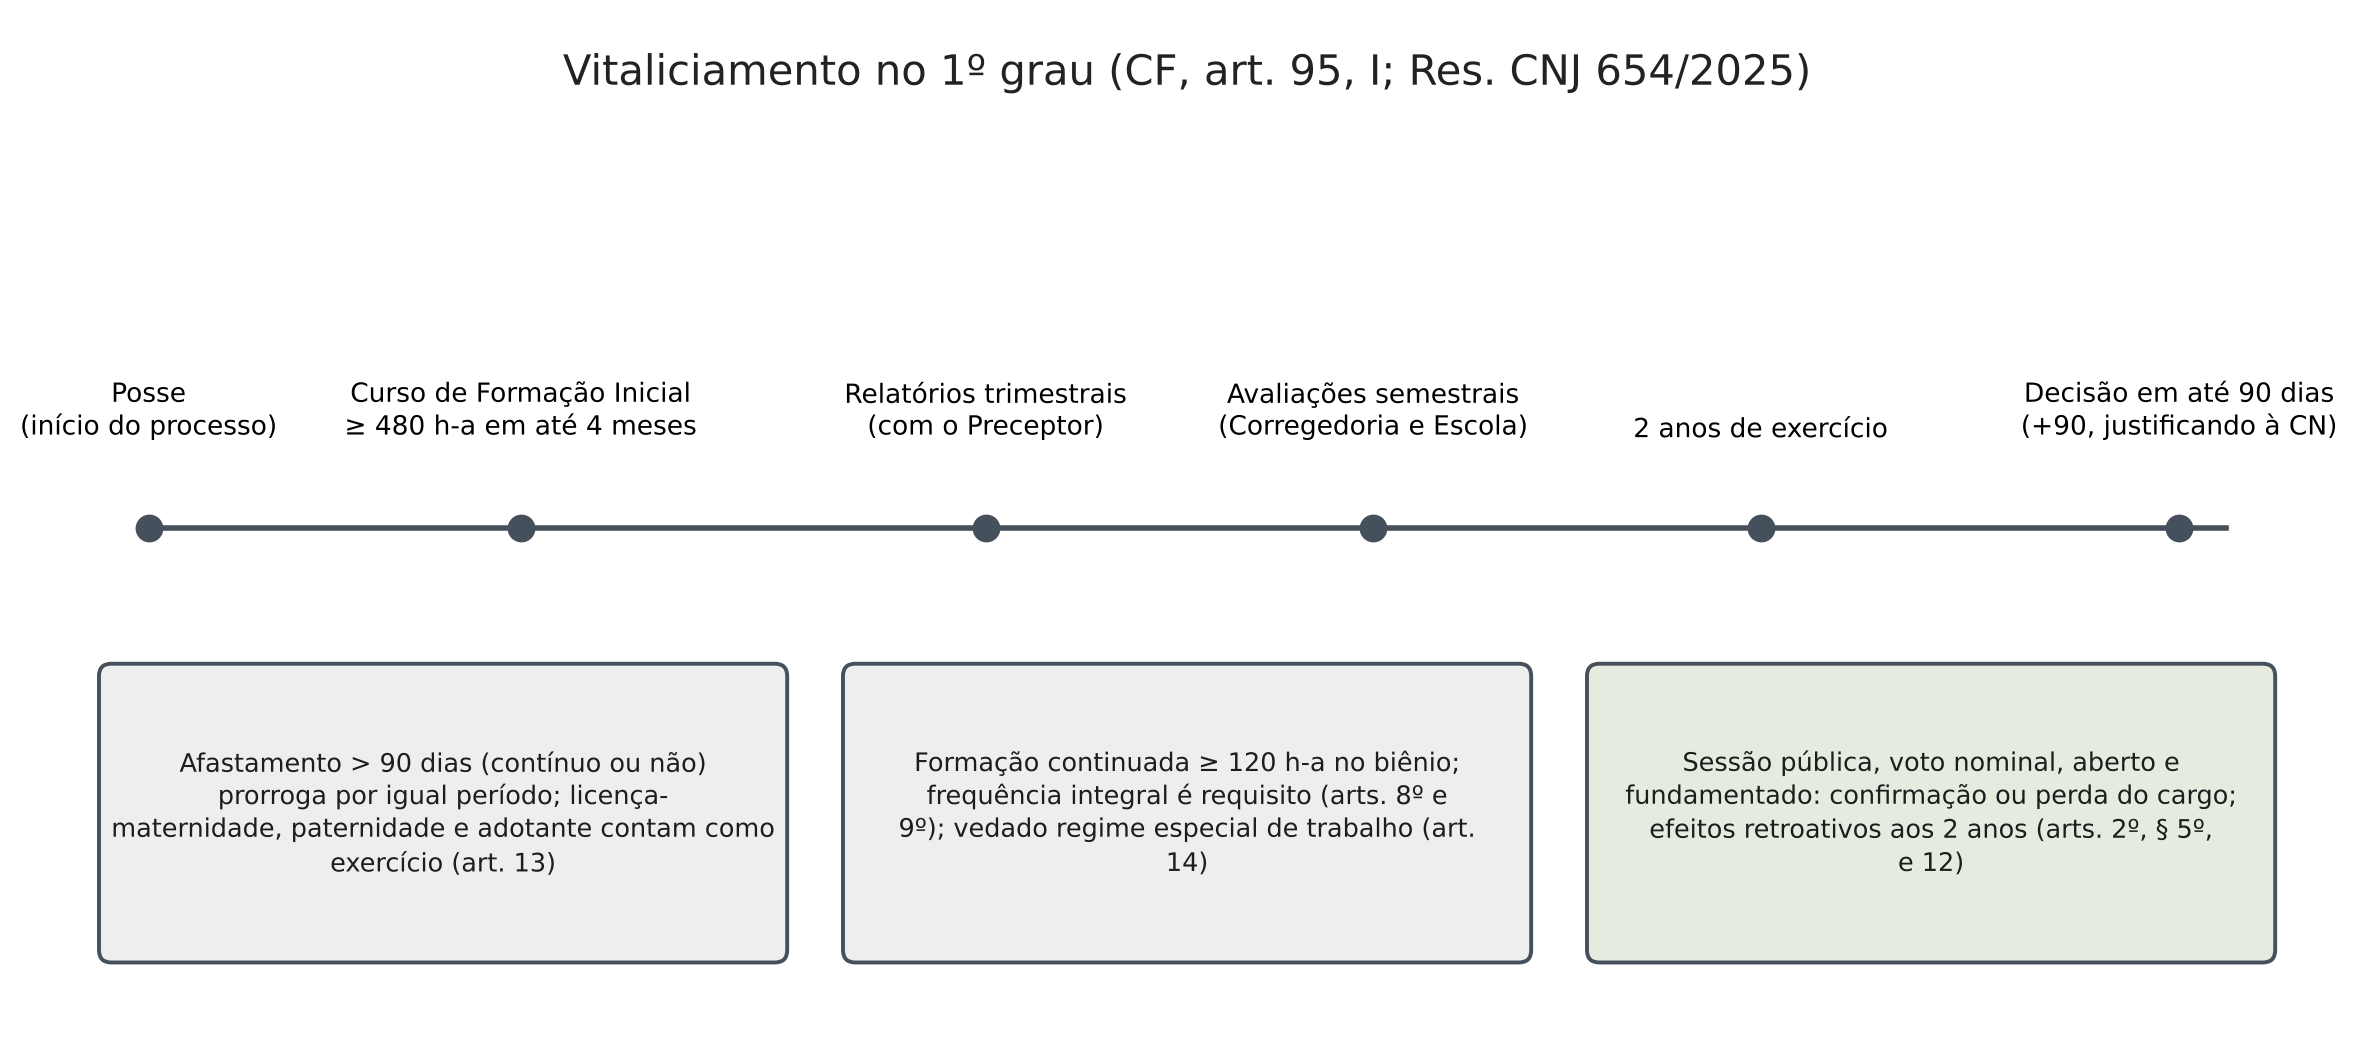 Vitaliciamento no 1º grau (CF, art. 95, I; Res. CNJ 654/2025)
Posse
(início do processo)
Curso de Formação Inicial
≥ 480 h-a em até 4 meses
Relatórios trimestrais
(com o Preceptor)
Avaliações semestrais
(Corregedoria e Escola)
2 anos de exercício
Decisão em até 90 dias
(+90, justificando à CN)
Afastamento > 90 dias (contínuo ou não)
prorroga por igual período; licença-
maternidade, paternidade e adotante contam como
exercício (art. 13)
Formação continuada ≥ 120 h-a no biênio;
frequência integral é requisito (arts. 8º e
9º); vedado regime especial de trabalho (art.
14)
Sessão pública, voto nominal, aberto e
fundamentado: confirmação ou perda do cargo;
efeitos retroativos aos 2 anos (arts. 2º, § 5º,
e 12)